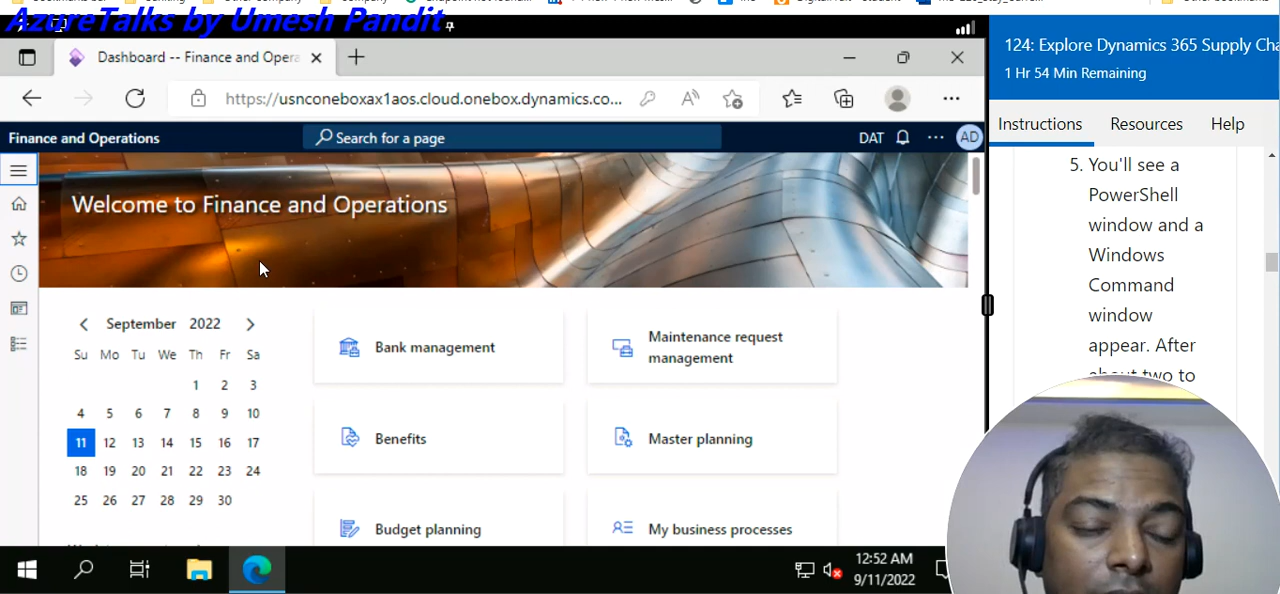 AzureTalks by Umesh Pandit
Dashboard -- Finance and Opera
https://usnconeboxax1aos.cloud.onebox.dynamics.co...
Finance and Operations
Search for a page
DAT
AD
Welcome to Finance and Operations
September 2022
Su Mo Tu We Th Fr Sa
1 2 3
4 5 6 7 8 9 10
11 12 13 14 15 16 17
18 19 20 21 22 23 24
25 26 27 28 29 30
Bank management
Maintenance request
management
Benefits
Master planning
Budget planning
My business processes
12:52 AM
9/11/2022
124: Explore Dynamics 365 Supply Cha
1 Hr 54 Min Remaining
Instructions
Resources
Help
5. You'll see a
PowerShell
window and a
Windows
Command
window
appear. After
about two to